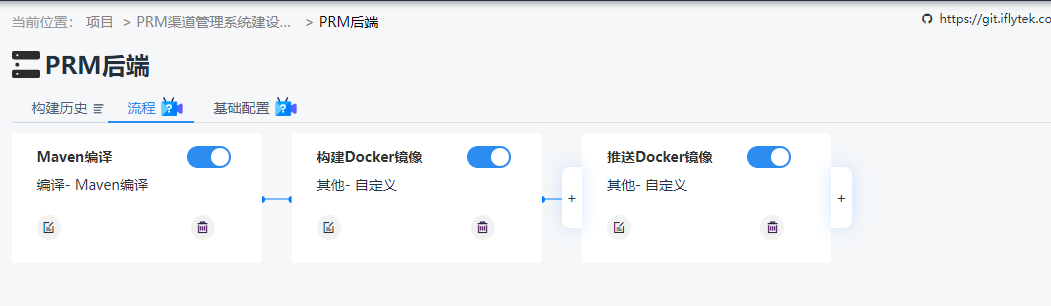 当前位置： 项目 > PRM渠道管理系统建设... > PRM后端
https://git.iflytek.co
PRM后端
构建历史 流程 基础配置
Maven编译 构建Docker镜像 推送Docker镜像
编译- Maven编译 其他- 自定义 其他- 自定义
+ +